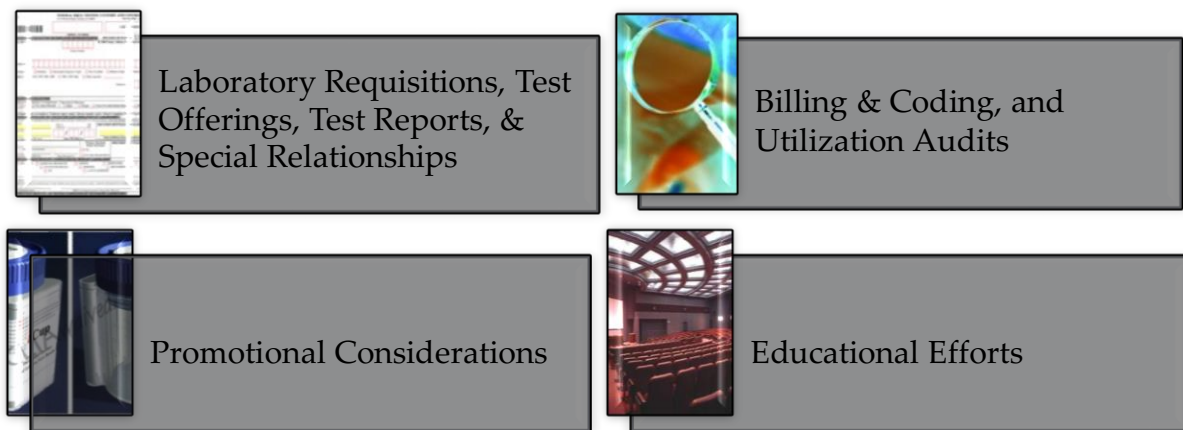 Laboratory Requisitions, Test
Offerings, Test Reports, &
Special Relationships
Billing & Coding, and
Utilization Audits
Promotional Considerations
Educational Efforts